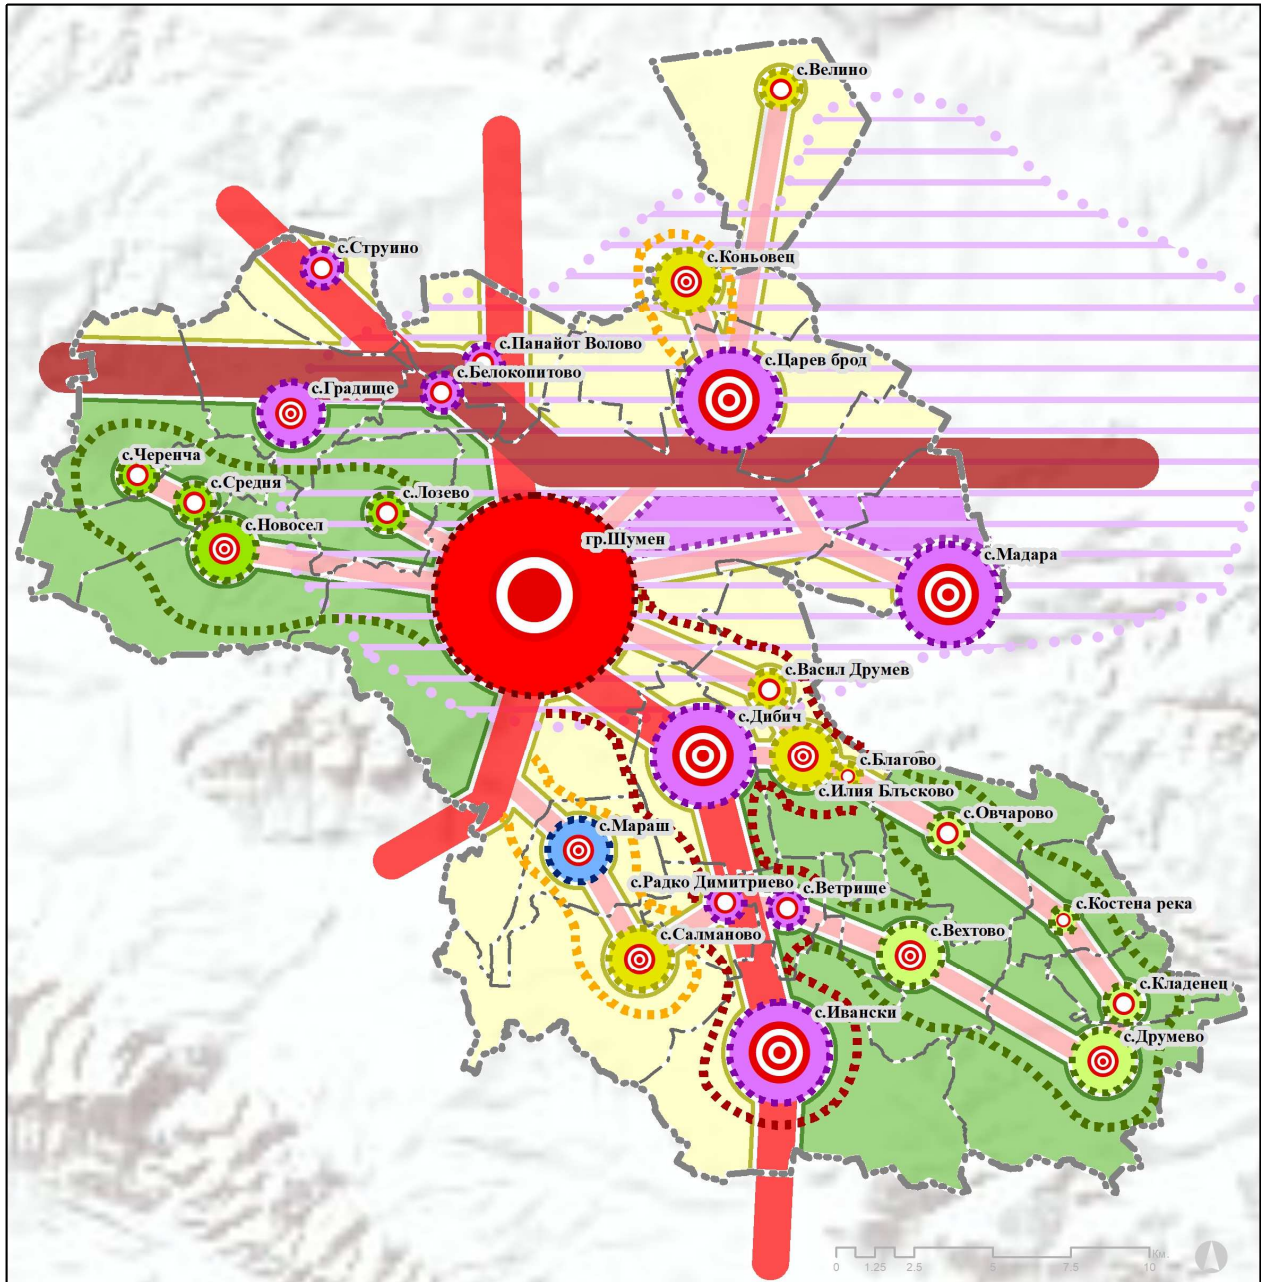 с.Велино
с.Струино
с.Коньовец
с.Панайот Волово
с.Царев брод
с.Белокопитово
с.Градище
с.Черенча
с.Средня
с.Лозево
с.Новосел
гр.Шумен
с.Мадара
с.Васил Друмев
с.Дибич
с.Благово
с.Илия Блъсково
с.Овчарово
с.Мараш
с.Радко Димитриево
с.Ветрище
с.Костена река
с.Салманово
с.Вехтово
с.Кладенец
с.Ивански
с.Друмево
Км.
0 1.25 2.5 5 7.5 10